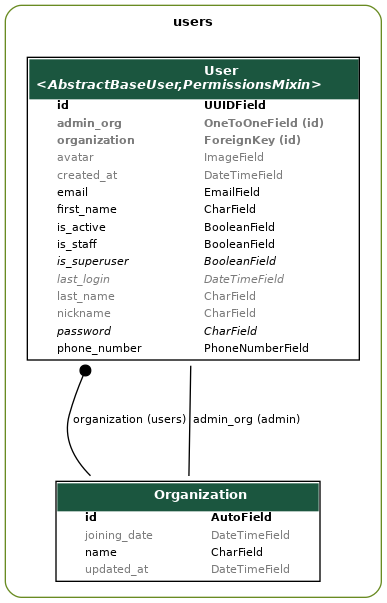 users
User
<AbstractBaseUser,PermissionsMixin>
id UUIDField
admin_org OneToOneField (id)
organization ForeignKey (id)
avatar ImageField
created_at DateTimeField
email EmailField
first_name CharField
is_active BooleanField
is_staff BooleanField
is_superuser BooleanField
last_login DateTimeField
last_name CharField
nickname CharField
password CharField
phone_number PhoneNumberField
organization (users) admin_org (admin)
Organization
id AutoField
joining_date DateTimeField
name CharField
updated_at DateTimeField